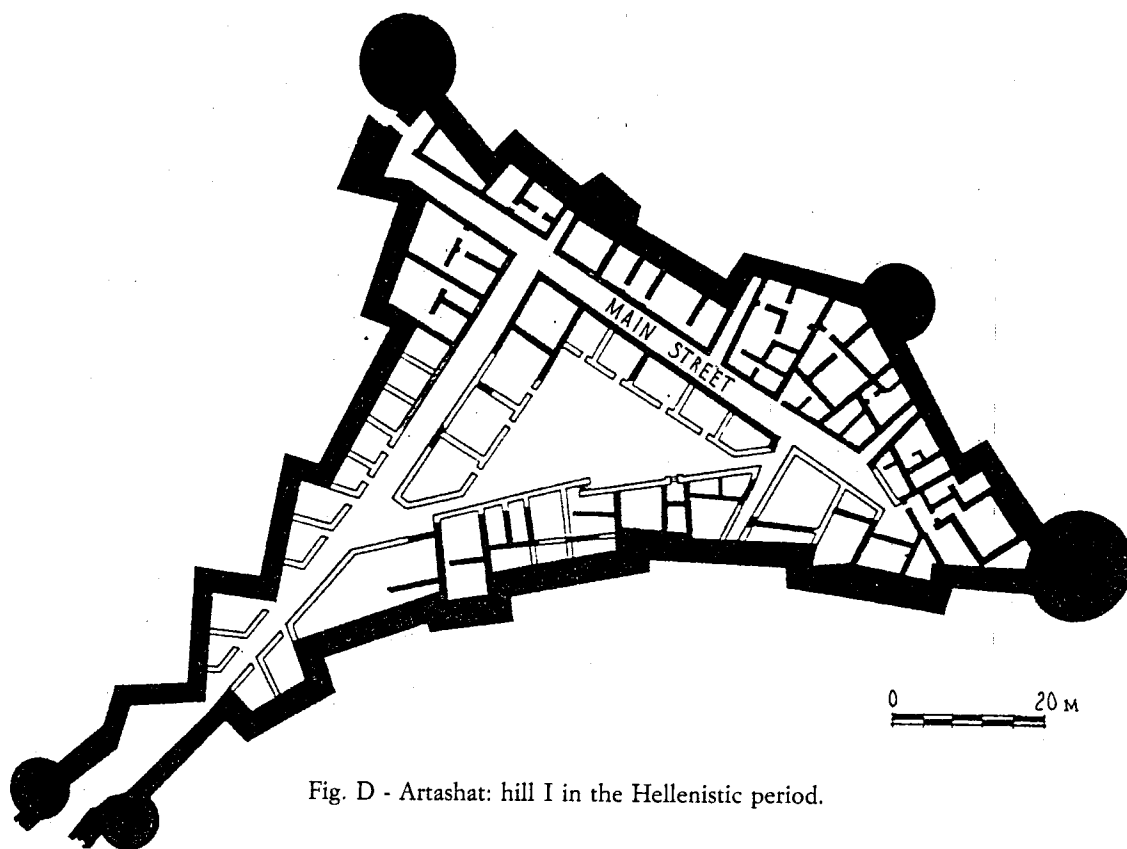 MAIN STREET
0 20 M
Fig. D - Artashat: hill I in the Hellenistic period.